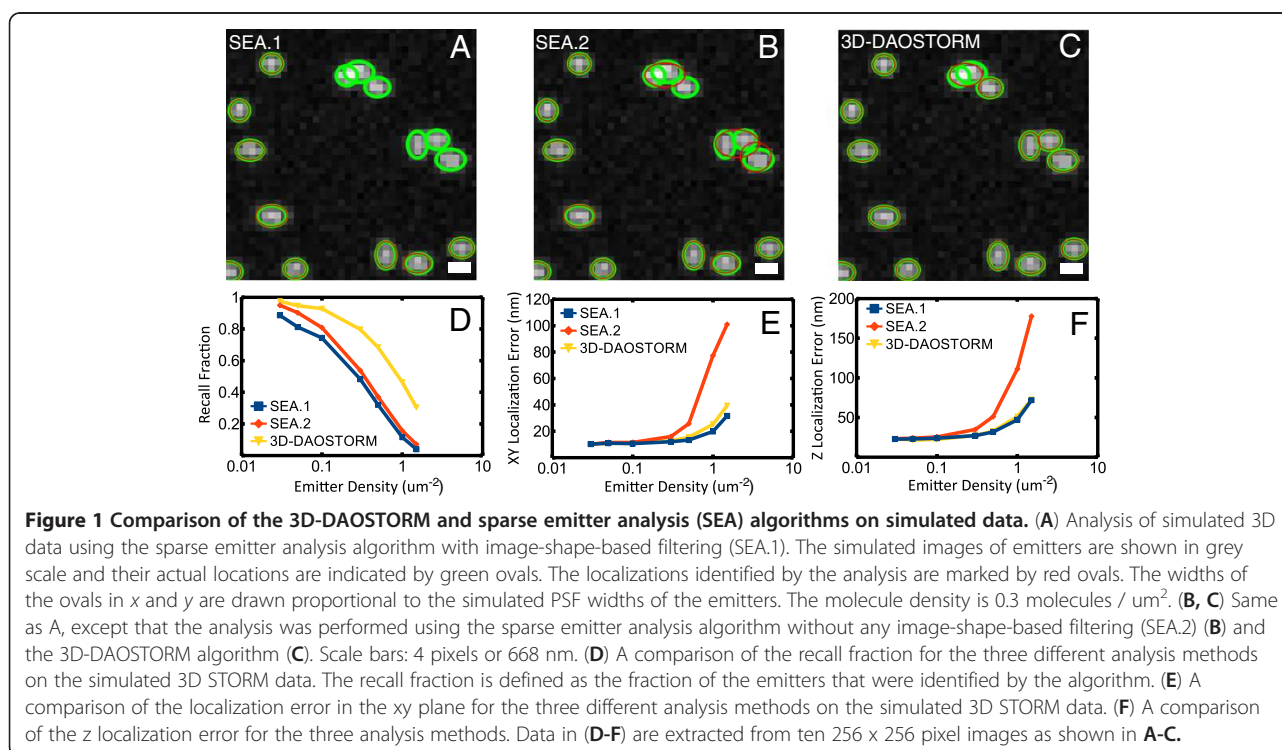 SEA.1 A SEA.2 B 3D-DAOSTORM C
1
0.8
0.6
0.4
0.2
Recall Fraction
D
SEA.1
SEA.2
3D-DAOSTORM
0.01 0.1 1 10
Emitter Density (um-2)
120
100
80
60
40
20
XY Localization Error (nm)
E
SEA.1
SEA.2
3D-DAOSTORM
0.01 0.1 1 10
Emitter Density (um-2)
200
150
100
50
Z Localization Error (nm)
F
SEA.1
SEA.2
3D-DAOSTORM
0.01 0.1 1 10
Emitter Density (um-2)
Figure 1 Comparison of the 3D-DAOSTORM and sparse emitter analysis (SEA) algorithms on simulated data. (A) Analysis of simulated 3D
data using the sparse emitter analysis algorithm with image-shape-based filtering (SEA.1). The simulated images of emitters are shown in grey
scale and their actual locations are indicated by green ovals. The localizations identified by the analysis are marked by red ovals. The widths of
the ovals in x and y are drawn proportional to the simulated PSF widths of the emitters. The molecule density is 0.3 molecules / um². (B, C) Same
as A, except that the analysis was performed using the sparse emitter analysis algorithm without any image-shape-based filtering (SEA.2) (B) and
the 3D-DAOSTORM algorithm (C). Scale bars: 4 pixels or 668 nm. (D) A comparison of the recall fraction for the three different analysis methods
on the simulated 3D STORM data. The recall fraction is defined as the fraction of the emitters that were identified by the algorithm. (E) A
comparison of the localization error in the xy plane for the three different analysis methods on the simulated 3D STORM data. (F) A comparison
of the z localization error for the three analysis methods. Data in (D-F) are extracted from ten 256 x 256 pixel images as shown in A-C.